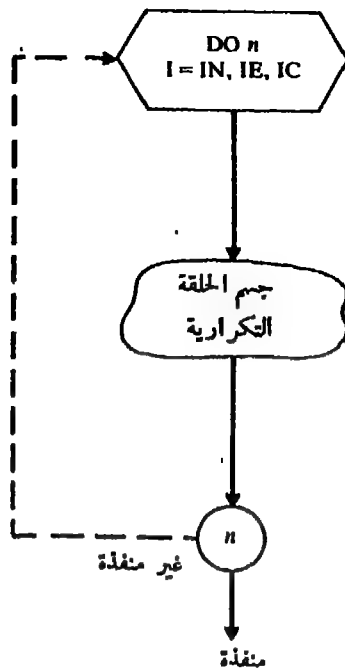 DO n
I = IN, IE, IC
جسم الحلقة
التكرارية
n
غير منفذة
منفذة